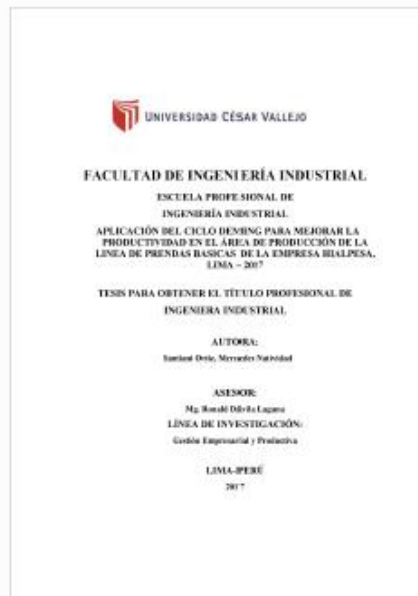 UNIVERSIDAD CÉSAR VALLEJO
FACULTAD DE INGENIERÍA INDUSTRIAL
ESCUELA PROFESIONAL DE
INGENIERÍA INDUSTRIAL
APLICACIÓN DEL CICLO DEMING PARA MEJORAR LA
PRODUCTIVIDAD EN EL ÁREA DE PRODUCCIÓN DE LA
LINEA DE PRENDAS BASICAS DE LA EMPRESA HIALPESA,
LIMA – 2017
TESIS PARA OBTENER EL TÍTULO PROFESIONAL DE
INGENIERA INDUSTRIAL
AUTORA:
Santiani Ortiz, Mercedes Natividad
ASESOR:
Mg. Ronald Dávila Laguna
LÍNEA DE INVESTIGACIÓN:
Gestión Empresarial y Productiva
LIMA-PERÚ
2017